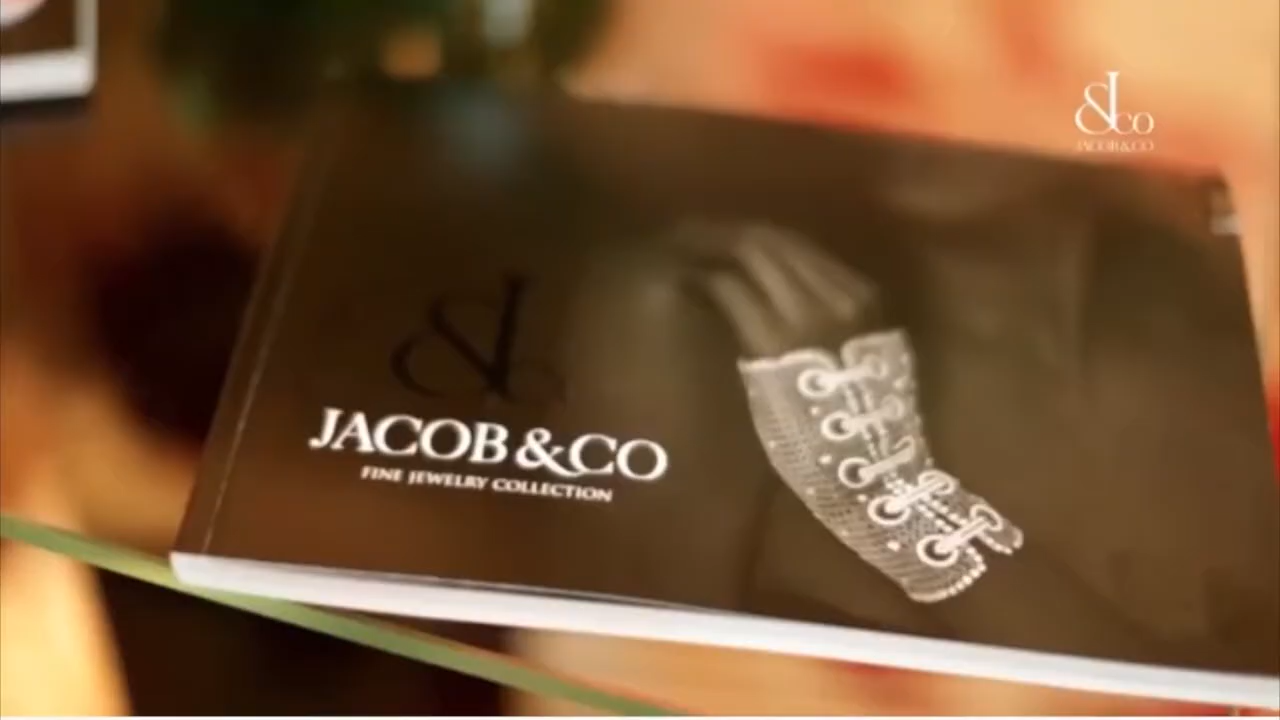 &J co
JACOB & CO
&J
JACOB & CO
FINE JEWELRY COLLECTION